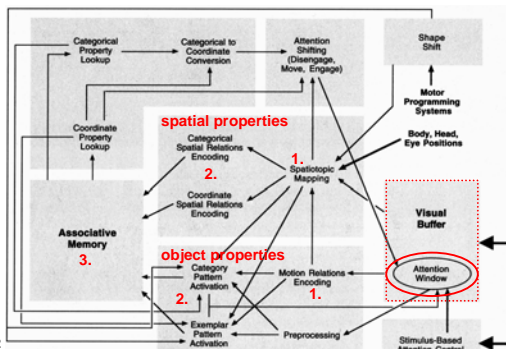 Categorical
Property
Lookup
Categorical to
Coordinate
Conversion
Attention
Shifting
(Disengage,
Move, Engage)
Shape
Shift
Motor
Programming
Systems
Coordinate
Property
Lookup
spatial properties
Categorical
Spatial Relations
Encoding
1.
Body, Head,
Eye Positions
2.
Spatiotopic
Mapping
Coordinate
Spatial Relations
Encoding
Associative
Memory
3.
Visual
Buffer
object properties
Category
Pattern
Activation
2.
Motion Relations
Encoding
1.
Attention
Window
Exemplar
Pattern
Activation
Preprocessing
Stimulus-Based
Attention Control